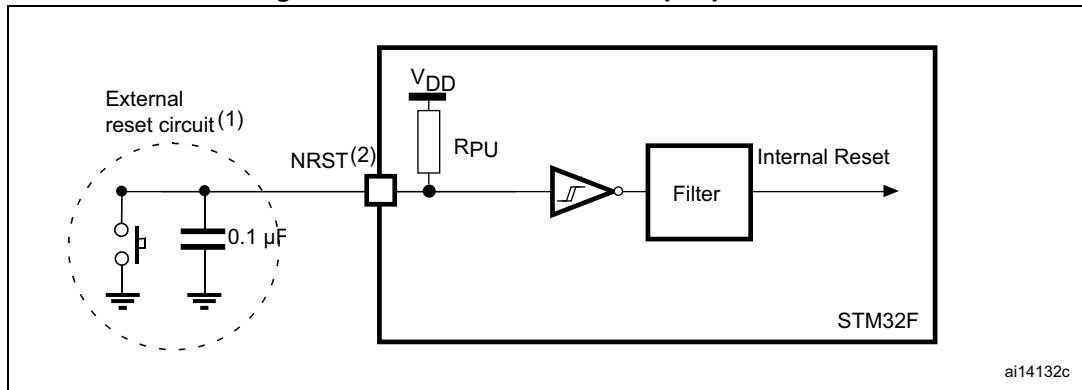 External
reset circuit(1)
NRST(2)
VDD
RPU
0.1 µF
Filter
Internal Reset
STM32F
ai14132c